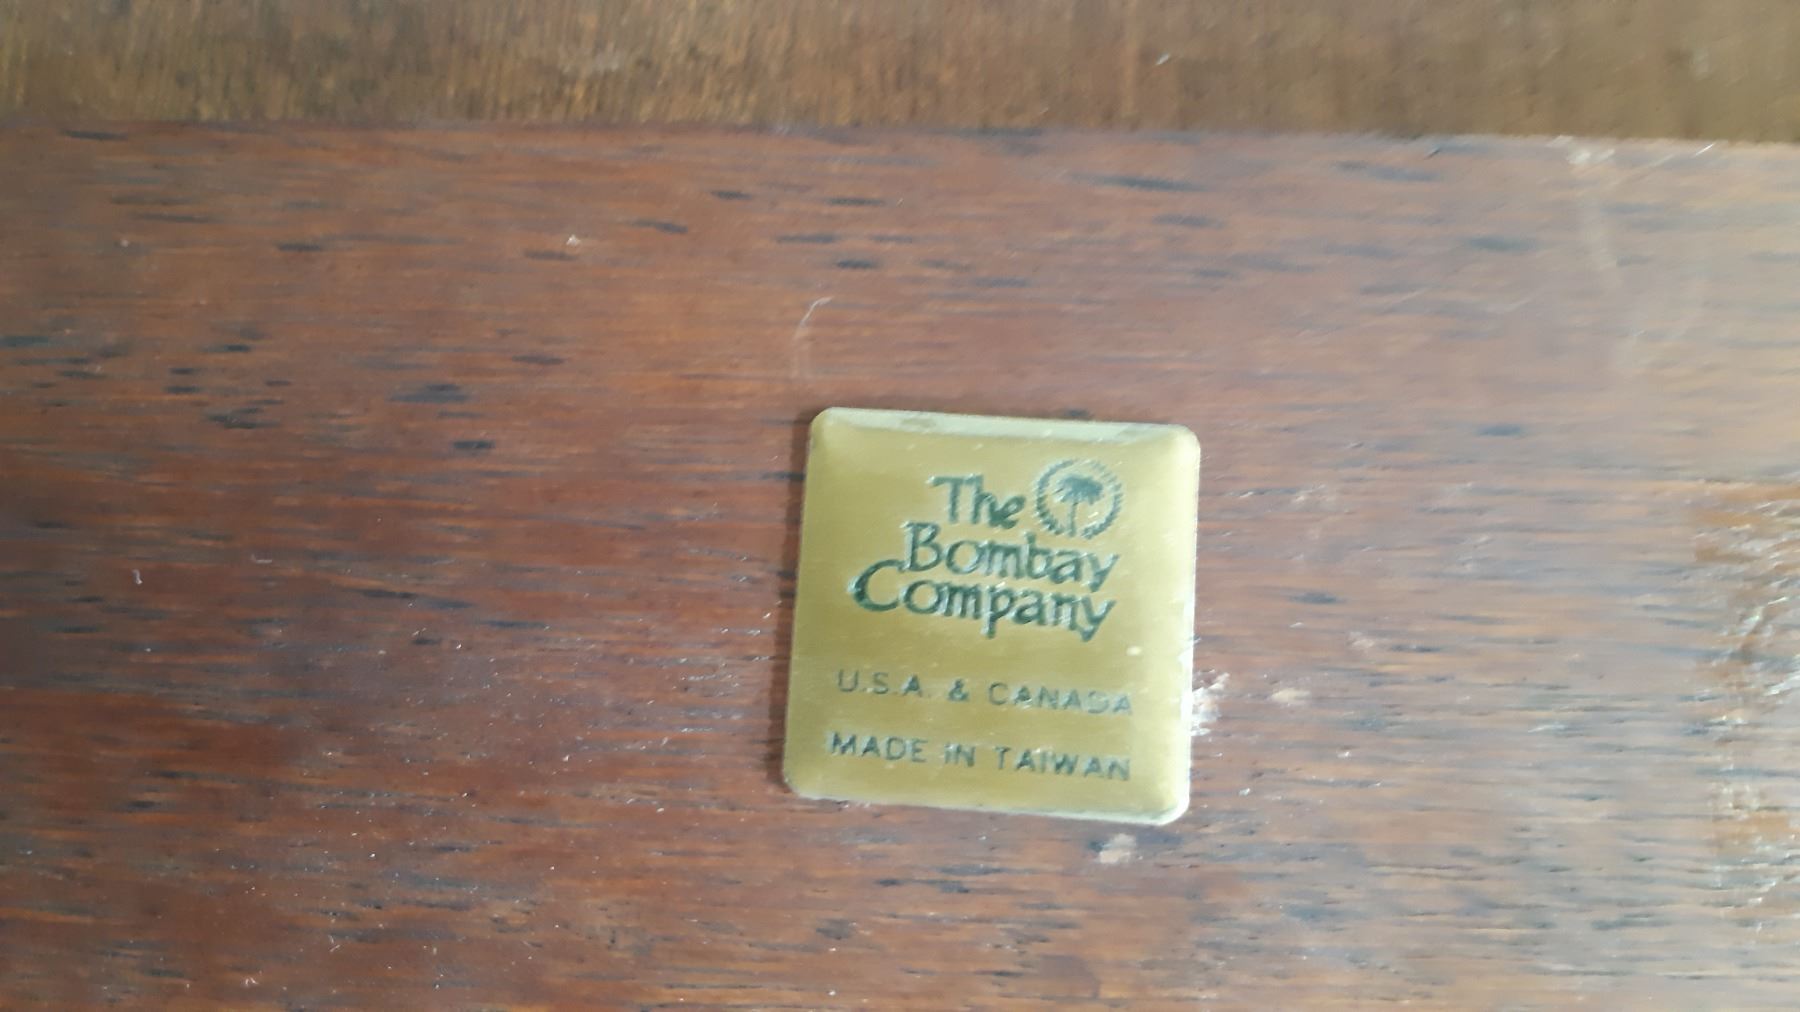 The
Bombay
Company
U.S.A. & CANADA
MADE IN TAIWAN